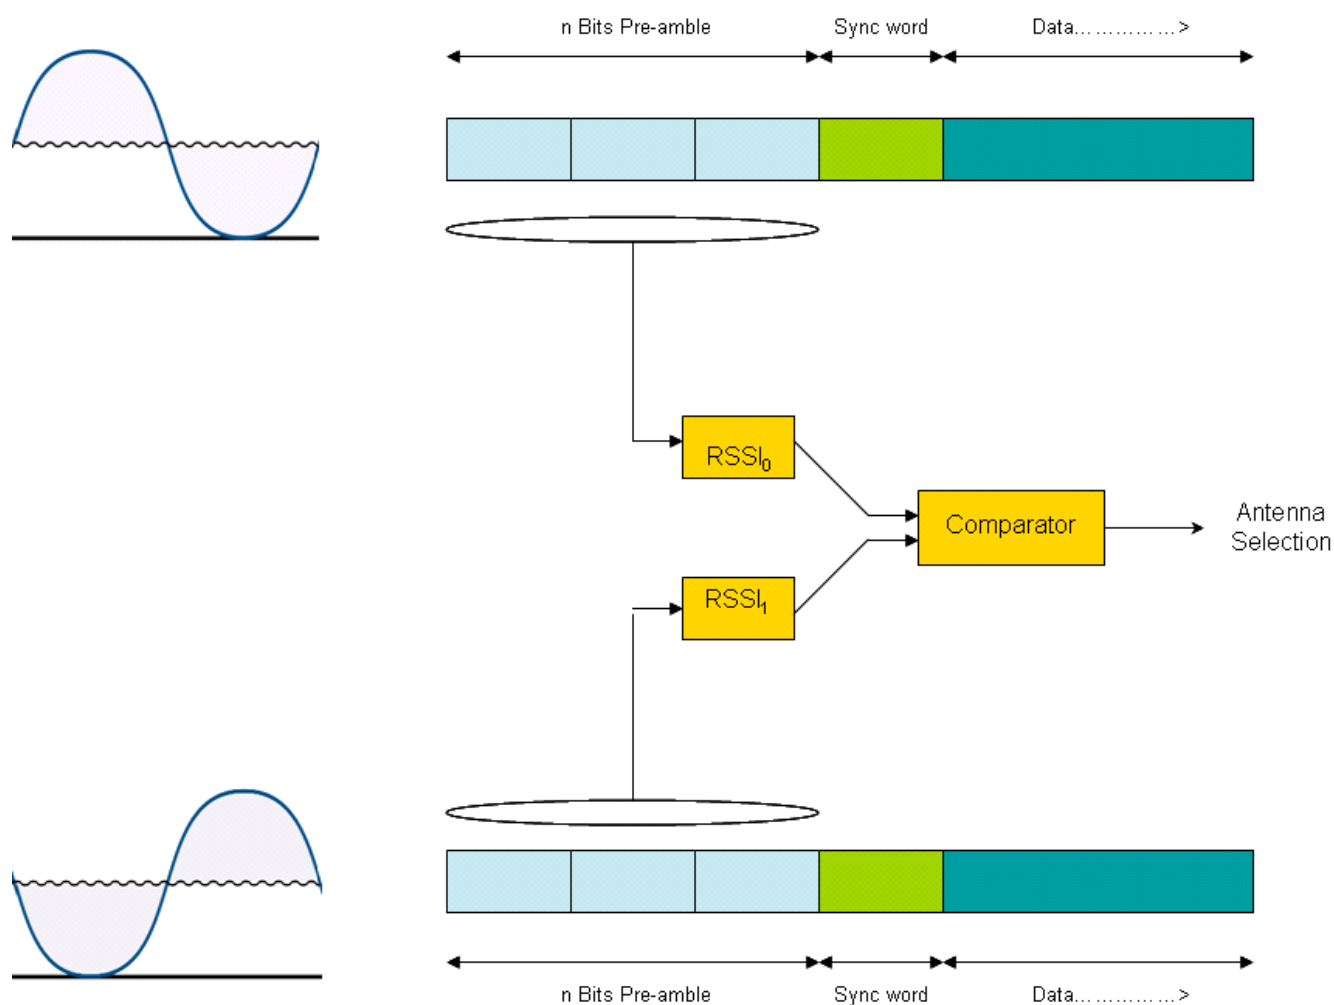 n Bits Pre-amble Sync word Data……………>
RSSI₀
Comparator
Antenna
Selection
RSSI₁
n Bits Pre-amble Sync word Data……………>